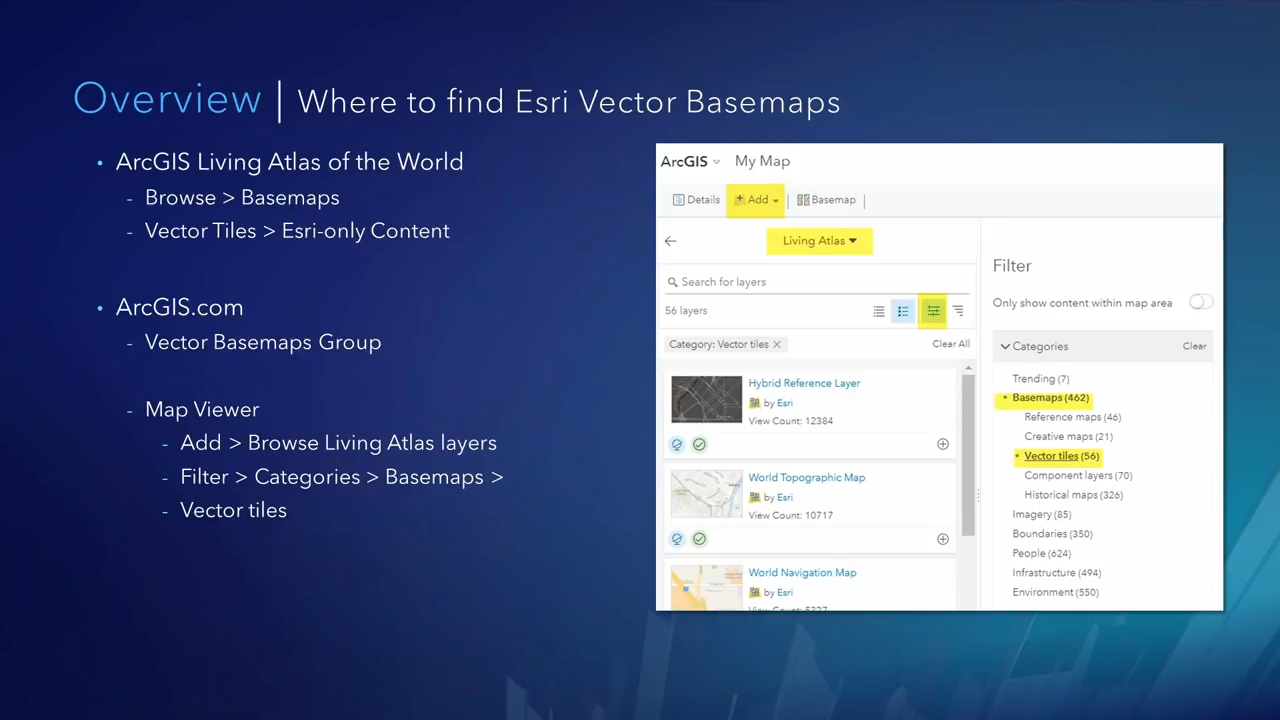 Overview | Where to find Esri Vector Basemaps
• ArcGIS Living Atlas of the World
- Browse > Basemaps
- Vector Tiles > Esri-only Content
• ArcGIS.com
- Vector Basemaps Group
- Map Viewer
- Add > Browse Living Atlas layers
- Filter > Categories > Basemaps >
- Vector tiles
ArcGIS My Map
Details Add Basemap
Living Atlas
Search for layers
56 layers
Category: Vector tiles Clear All
Hybrid Reference Layer
by Esri
View Count: 12384
World Topographic Map
by Esri
View Count: 10717
World Navigation Map
by Esri
View Count: 5327
Filter
Only show content within map area
Categories Clear
Trending (7)
Basemaps (462)
Reference maps (46)
Creative maps (21)
Vector tiles (56)
Component layers (70)
Historical maps (326)
Imagery (85)
Boundaries (350)
People (624)
Infrastructure (494)
Environment (550)